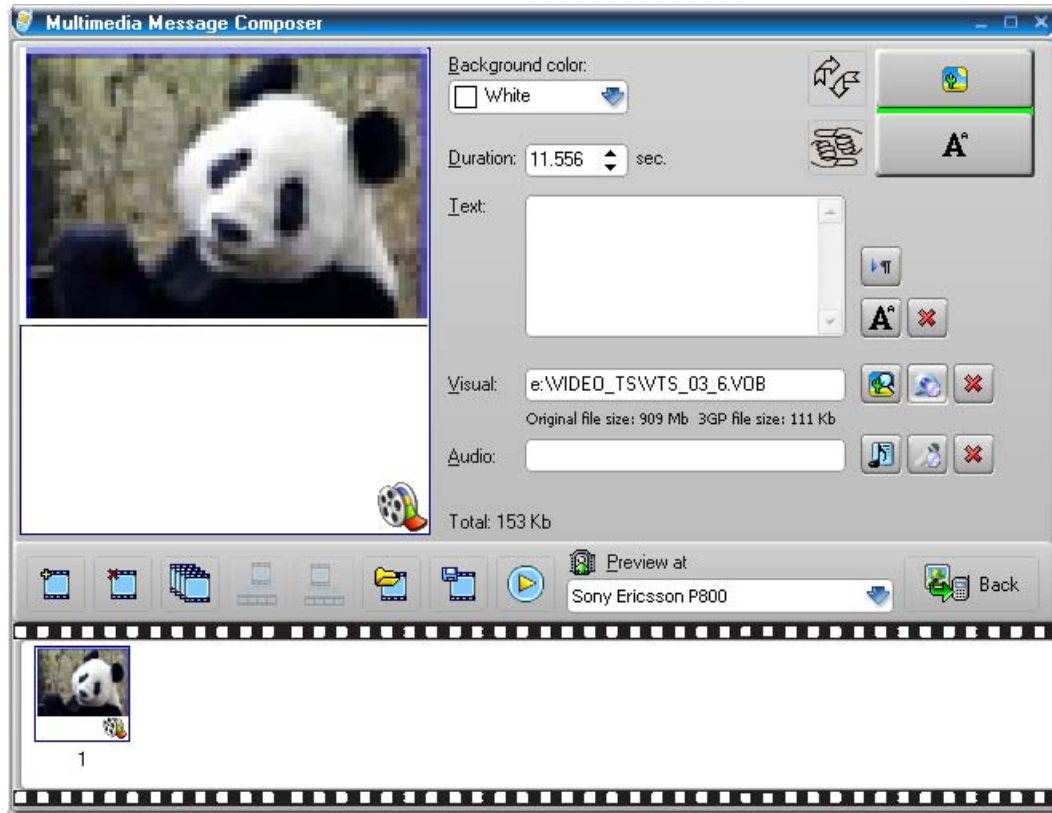 Multimedia Message Composer
Background color:
White
Duration: 11.556 sec.
Text:
Visual: e:\VIDEO_TS\VTS_03_6.VOB
Original file size: 909 Mb 3GP file size: 111 Kb
Audio:
Total: 153 Kb
Preview at
Sony Ericsson P800
Back
1